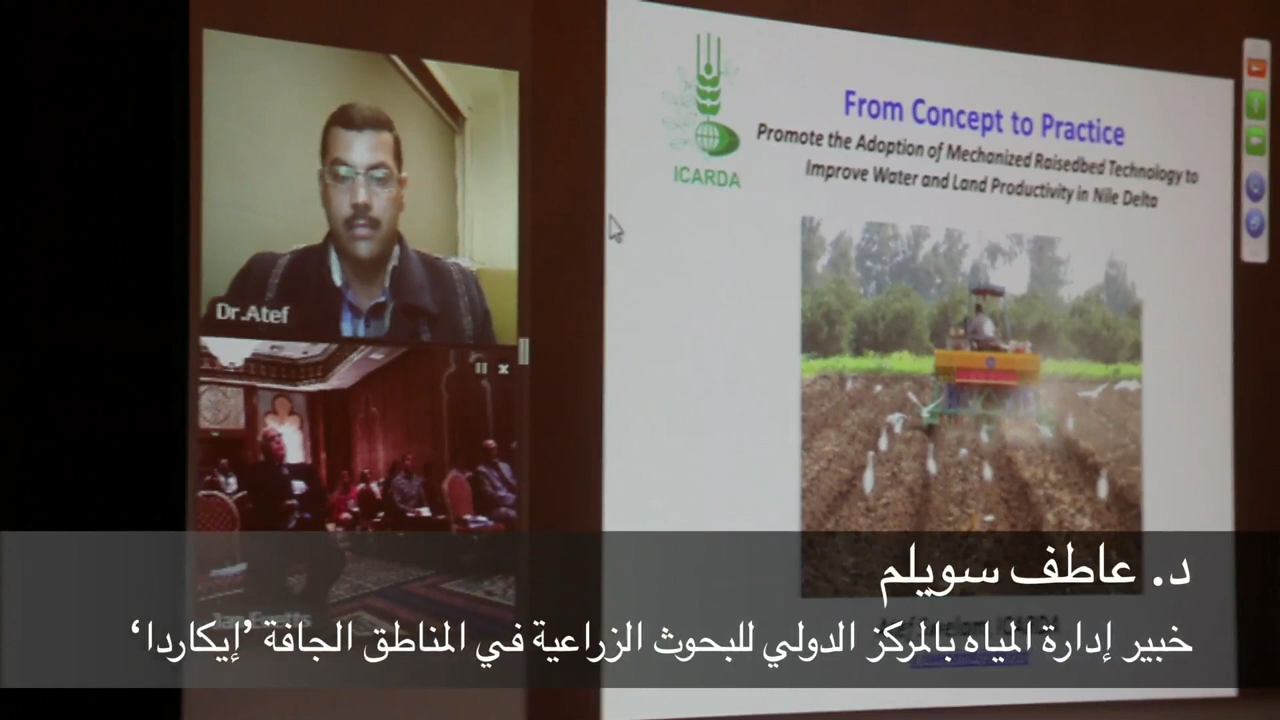 From Concept to Practice
Promote the Adoption of Mechanized Raisedbed Technology to
Improve Water and Land Productivity in Nile Delta
ICARDA
Dr.Atef
د. عاطف سويلم
خبير إدارة المياه بالمركز الدولي للبحوث الزراعية في المناطق الجافة ’إيكاردا‘